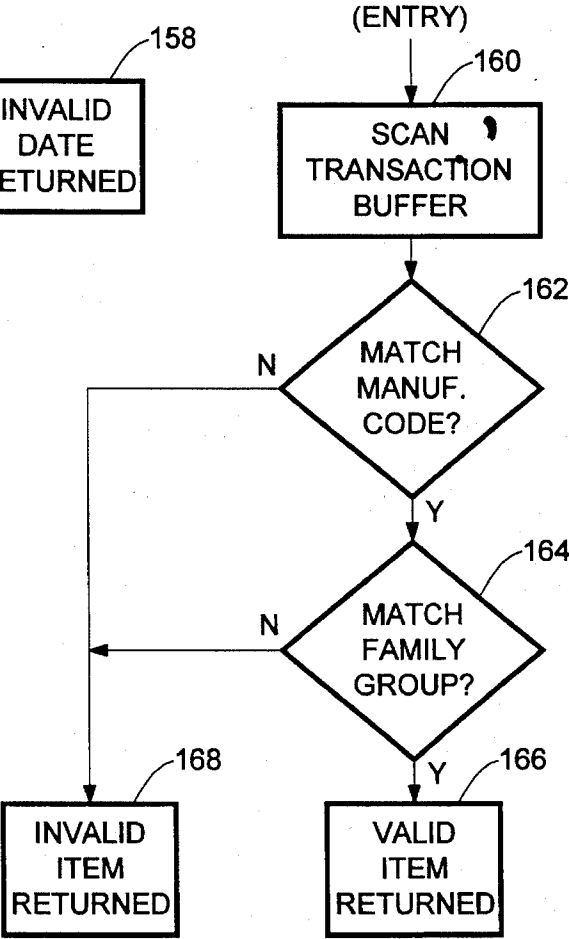 (ENTRY)
158
160
INVALID
DATE
ETURNED
SCAN
TRANSACTION
BUFFER
162
MATCH
MANUF.
CODE?
N
Y
164
MATCH
FAMILY
GROUP?
N
Y
168
166
INVALID
ITEM
RETURNED
VALID
ITEM
RETURNED